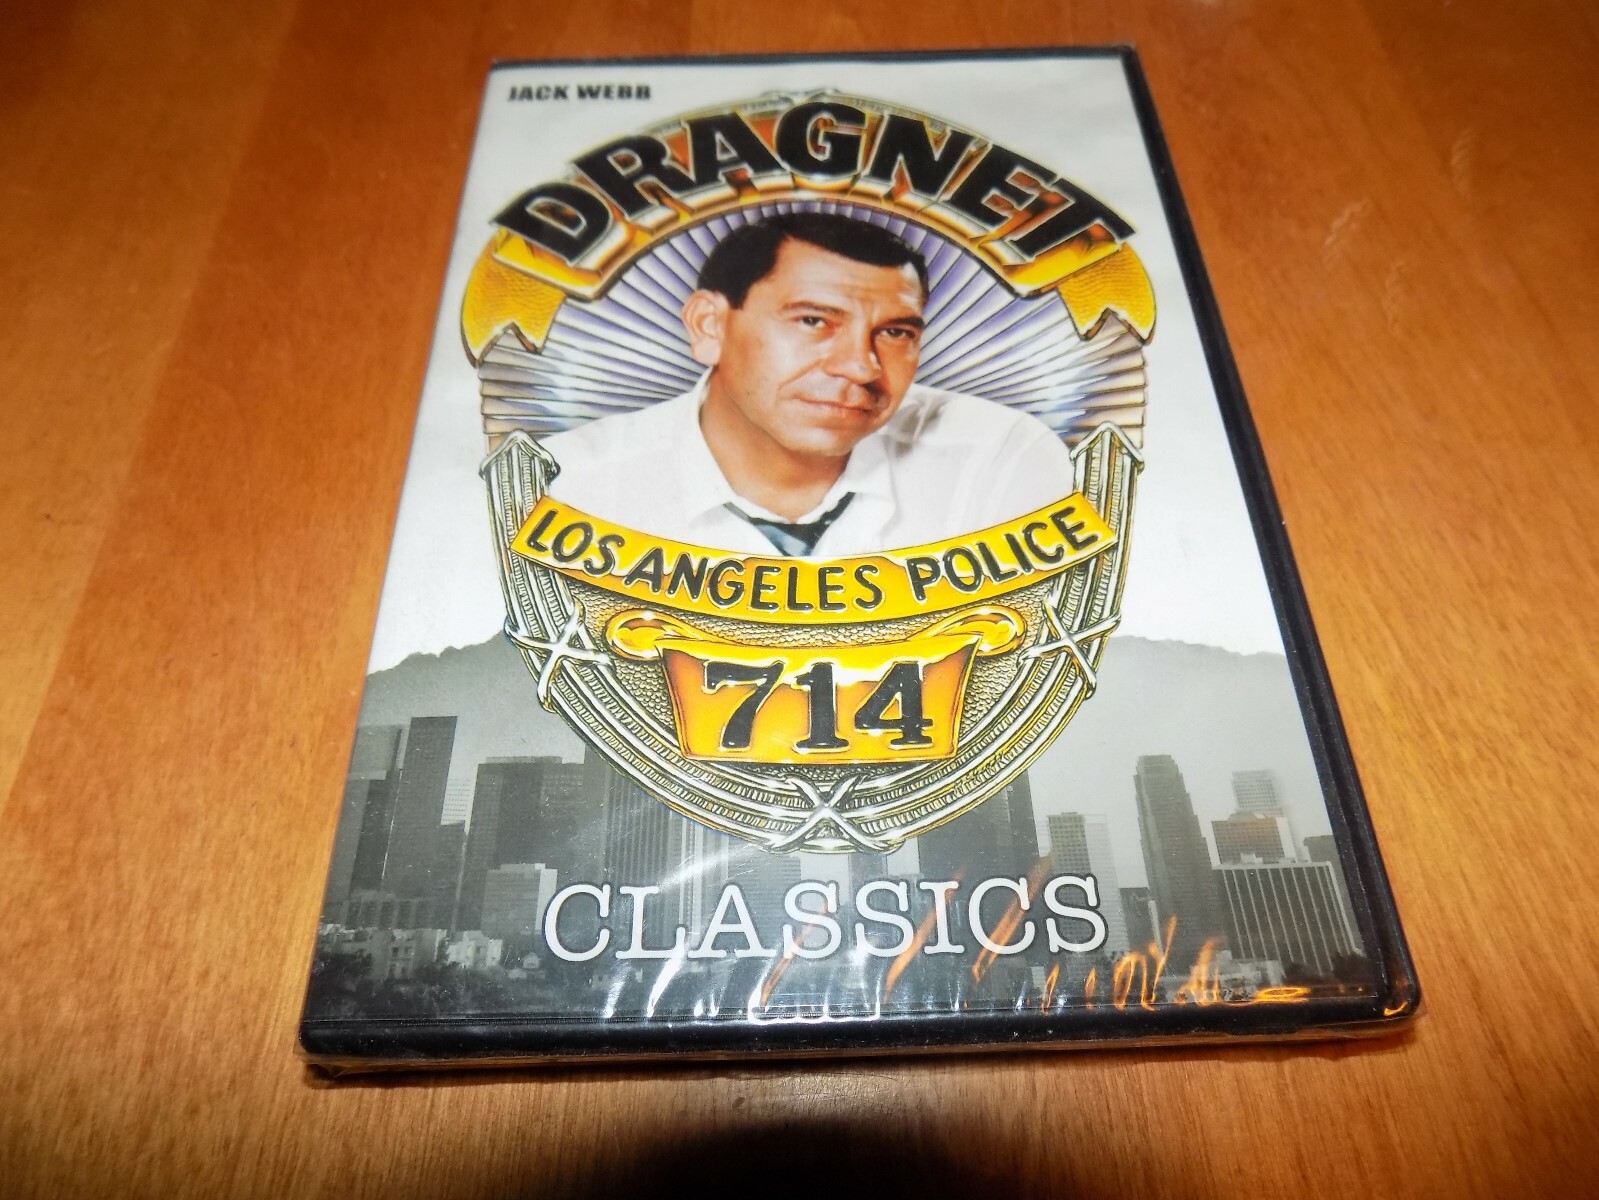 JACK WEBB
DRAGNET
LOS ANGELES POLICE
714
CLASSICS